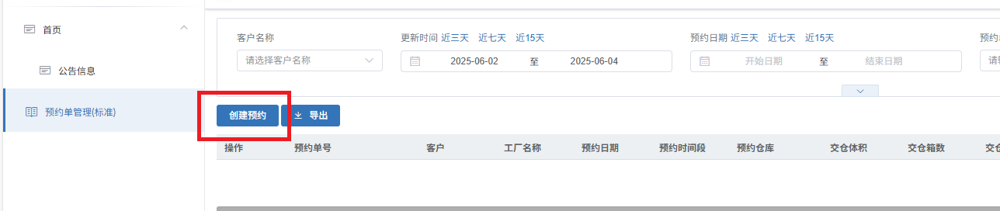 首页
公告信息
预约单管理(标准)
客户名称
请选择客户名称
更新时间 近三天 近七天 近15天
2025-06-02 至 2025-06-04
预约日期 近三天 近七天 近15天
开始日期 至 结束日期
创建预约 导出
操作 预约单号 客户 工厂名称 预约日期 预约时间段 预约仓库 交仓体积 交仓箱数